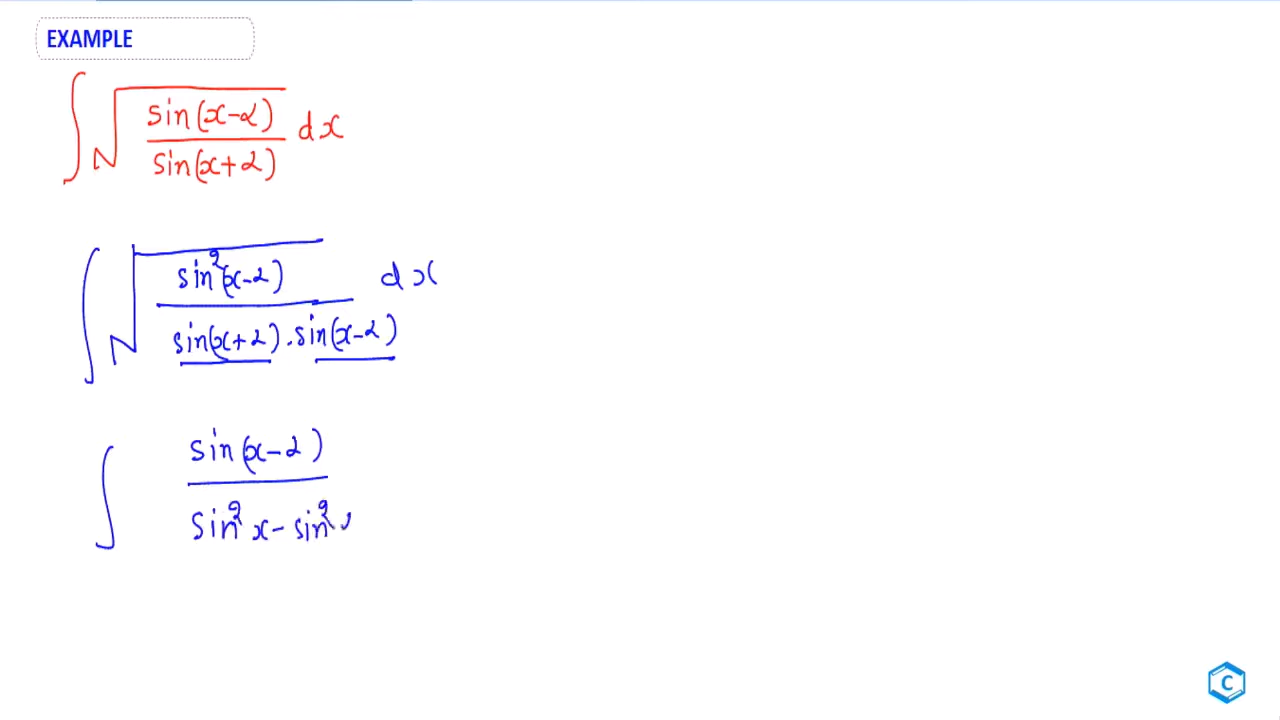 EXAMPLE
∫ √ sin(x-α)/sin(x+α) dx
∫ √ sin²(x-α)/sin(x+α).sin(x-α) dx
∫ sin(x-α)/sin²x-sin²
C